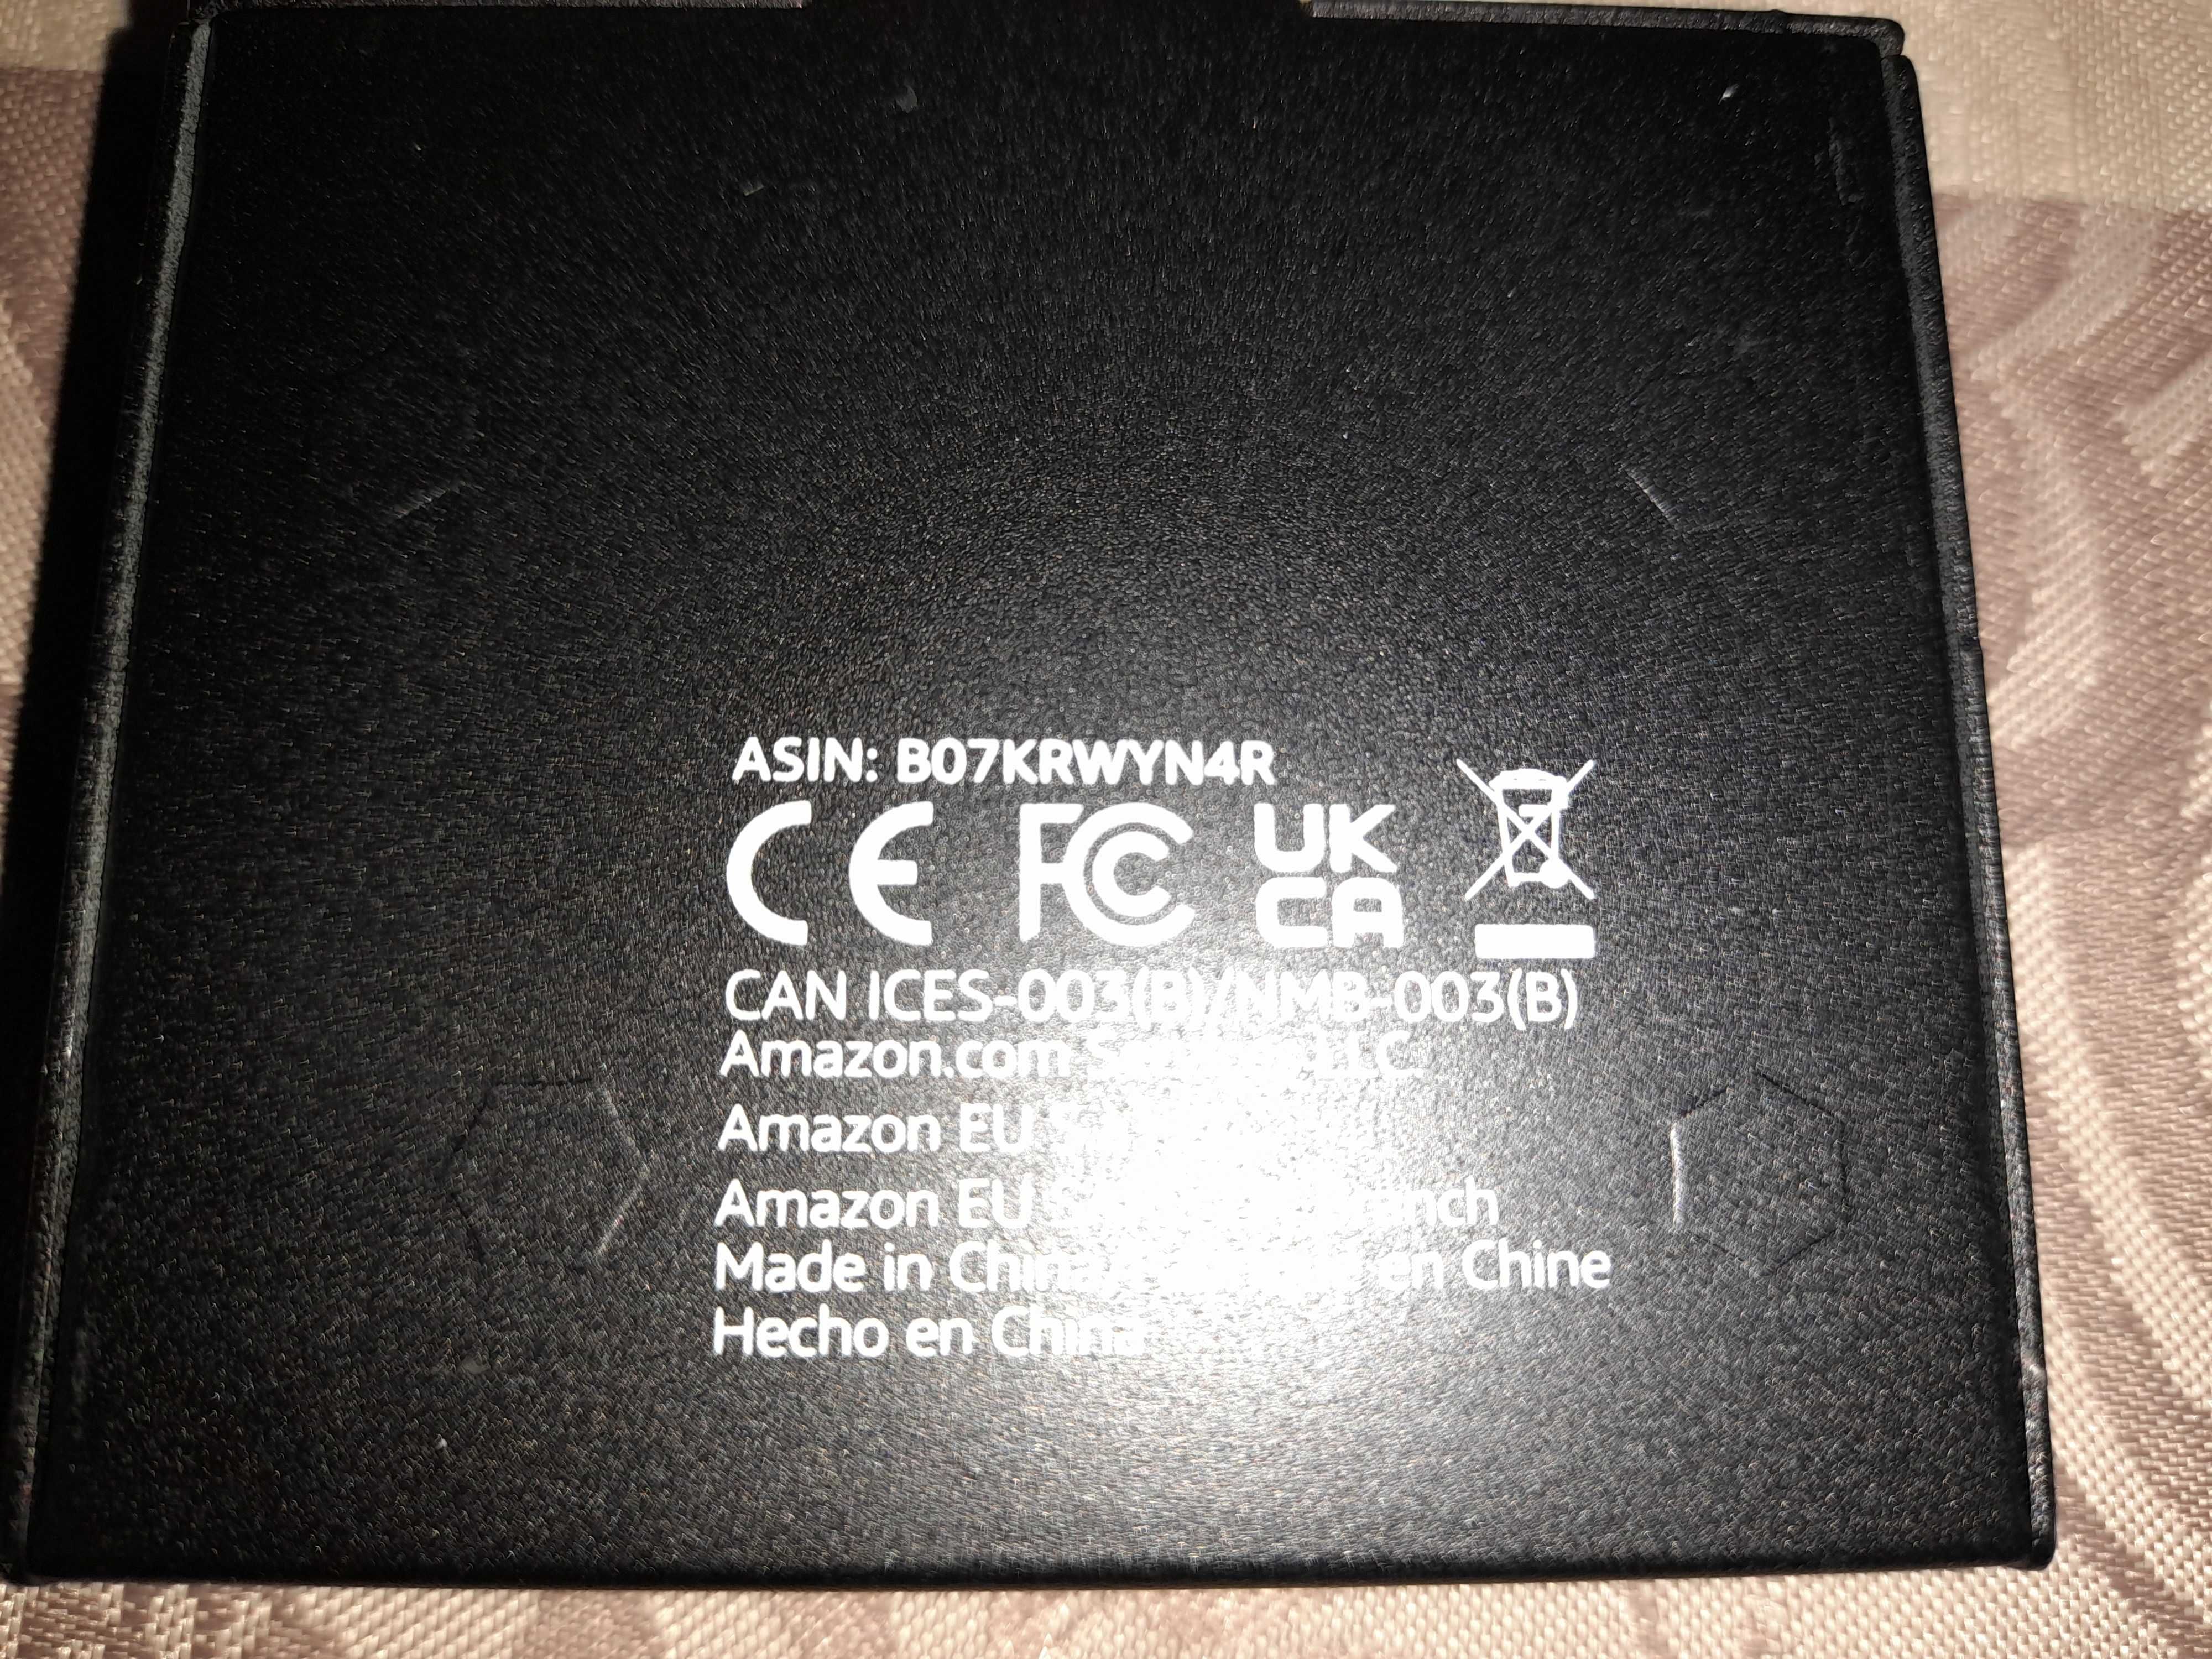 ASIN: B07KRWYN4R
CE FC UK
CA
CAN ICES-003(B)/NMB-003(B)
Amazon.com LLC.
Amazon EU
Amazon EU
Made in China/ en Chine
Hecho en China